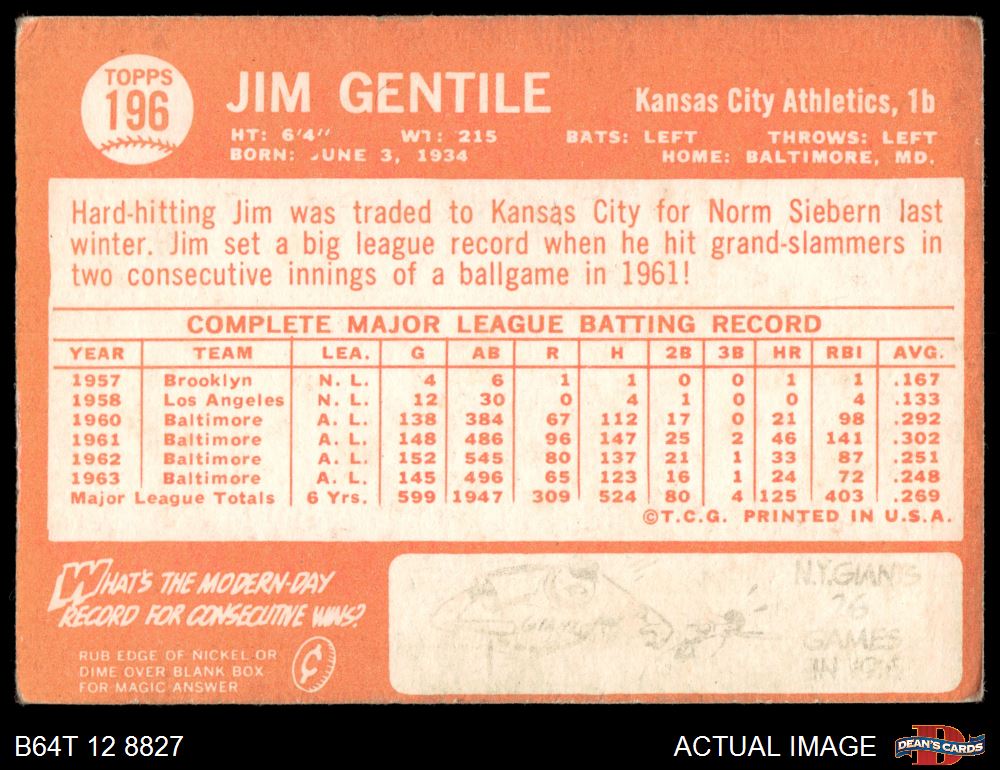 TOPPS
196
JIM GENTILE
Kansas City Athletics, 1b
HT: 6'4" WT: 215 BATS: LEFT THROWS: LEFT
BORN: JUNE 3, 1934 HOME: BALTIMORE, MD.
Hard-hitting Jim was traded to Kansas City for Norm Siebern last
winter. Jim set a big league record when he hit grand-slammers in
two consecutive innings of a ballgame in 1961!
COMPLETE MAJOR LEAGUE BATTING RECORD
YEAR TEAM LEA. G AB R H 2B 3B HR RBI AVG.
1957 Brooklyn N. L. 4 6 1 1 0 0 1 1 .167
1958 Los Angeles N. L. 12 30 0 4 1 0 0 4 .133
1960 Baltimore A. L. 138 384 67 112 17 0 21 98 .292
1961 Baltimore A. L. 148 486 96 147 25 2 46 141 .302
1962 Baltimore A. L. 152 545 80 137 21 1 33 87 .251
1963 Baltimore A. L. 145 496 65 123 16 1 24 72 .248
Major League Totals 6 Yrs. 599 1947 309 524 80 4 125 403 .269
©T.C.G. PRINTED IN U.S.A.
WHAT'S THE MODERN-DAY
RECORD FOR CONSECUTIVE WINS?
RUB EDGE OF NICKEL OR
DIME OVER BLANK BOX
FOR MAGIC ANSWER
¢
N.Y. GIANTS
26
GAMES
IN
B64T 12 8827
ACTUAL IMAGE
DEAN'S CARDS